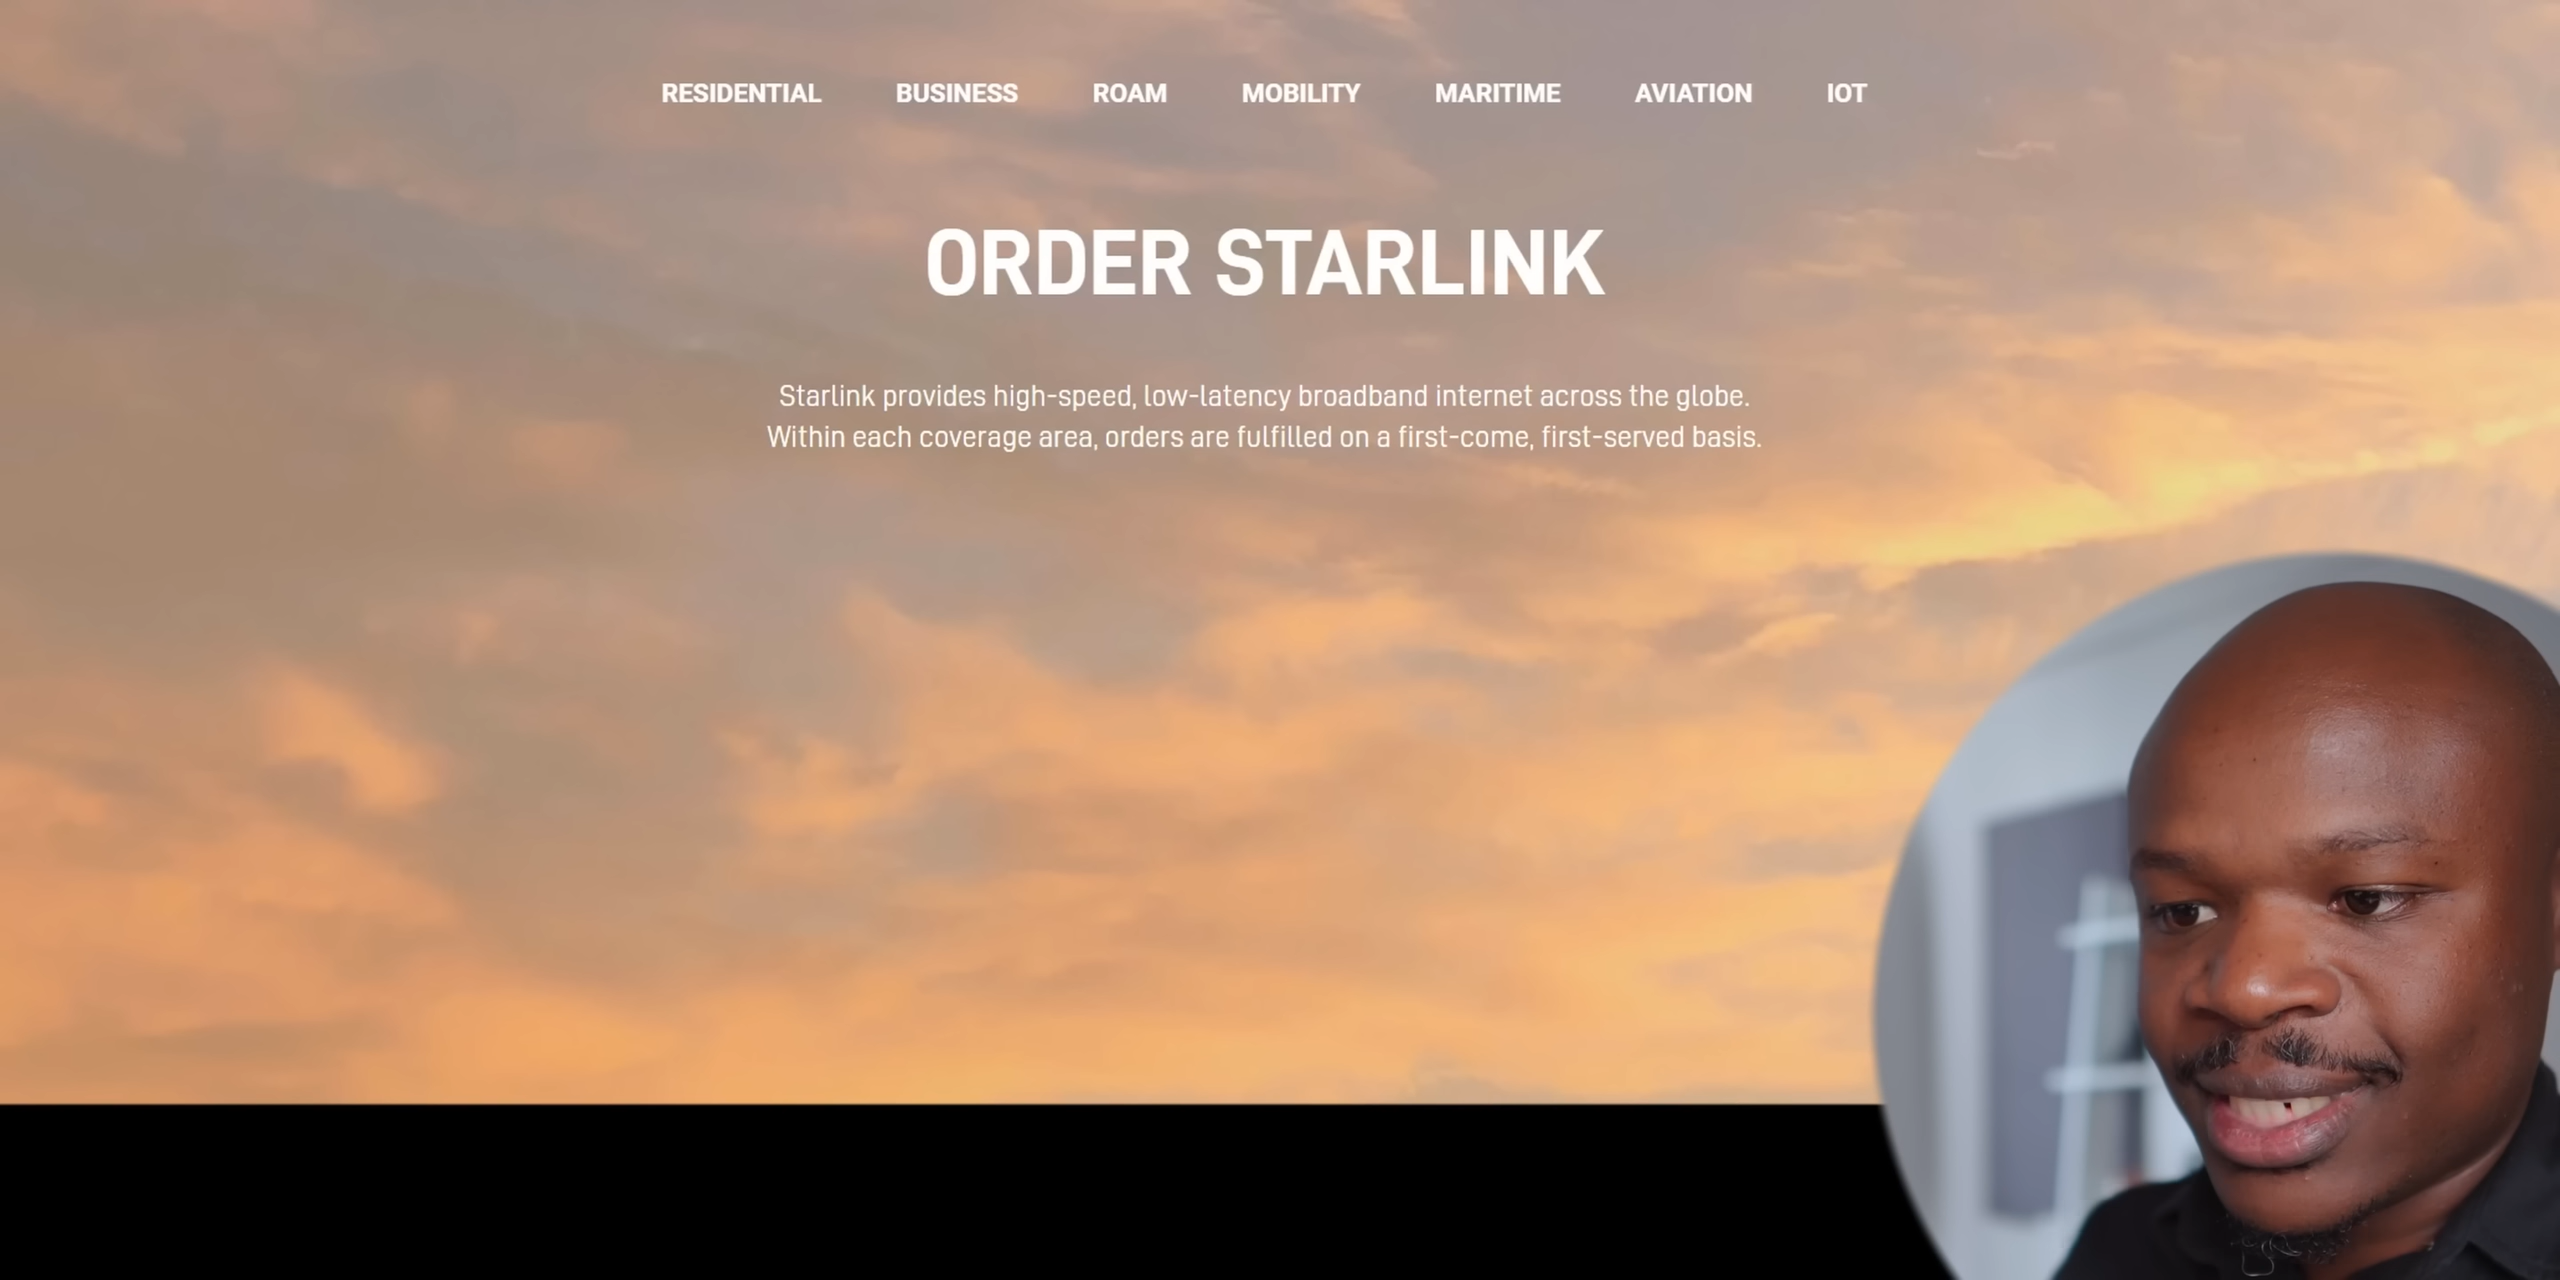 RESIDENTIAL BUSINESS ROAM MOBILITY MARITIME AVIATION IOT
ORDER STARLINK
Starlink provides high-speed, low-latency broadband internet across the globe.
Within each coverage area, orders are fulfilled on a first-come, first-served basis.